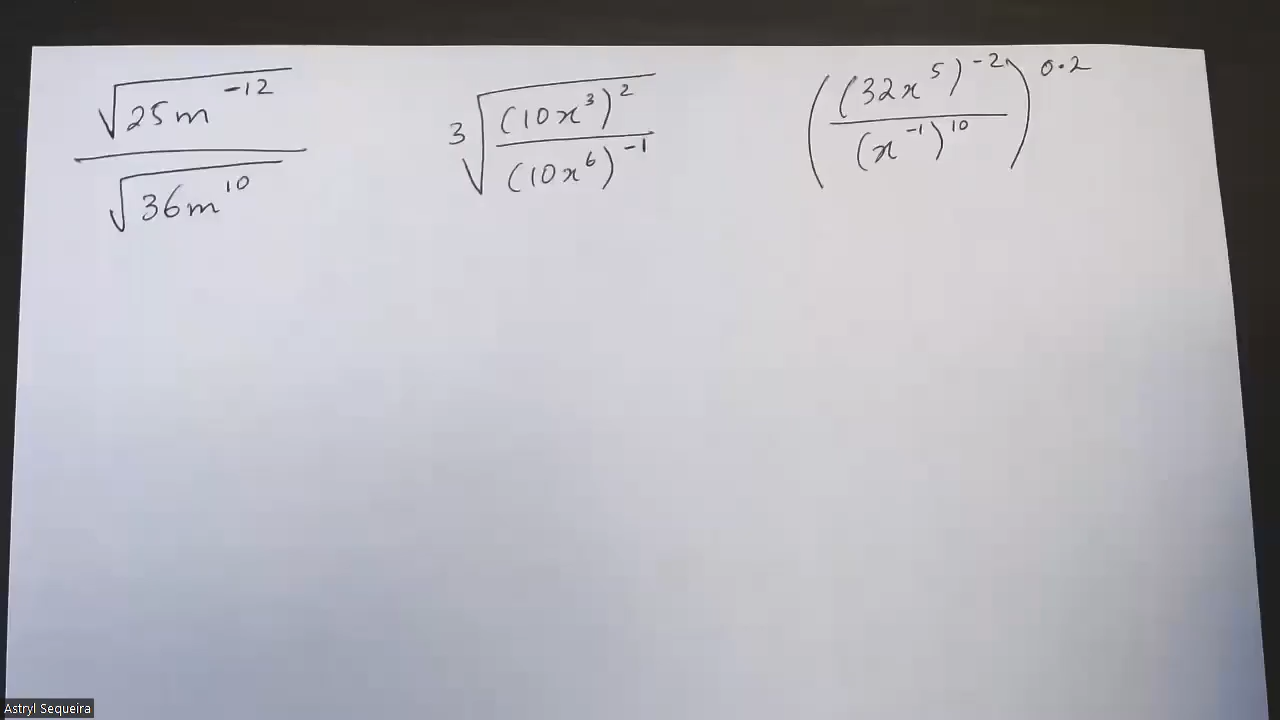 √(25m^-12) / √(36m^10)
3√((10x^3)^2 / (10x^6)^-1)
((32x^5)^-2 / (x^-1)^10)^0.2
Astryl Sequeira